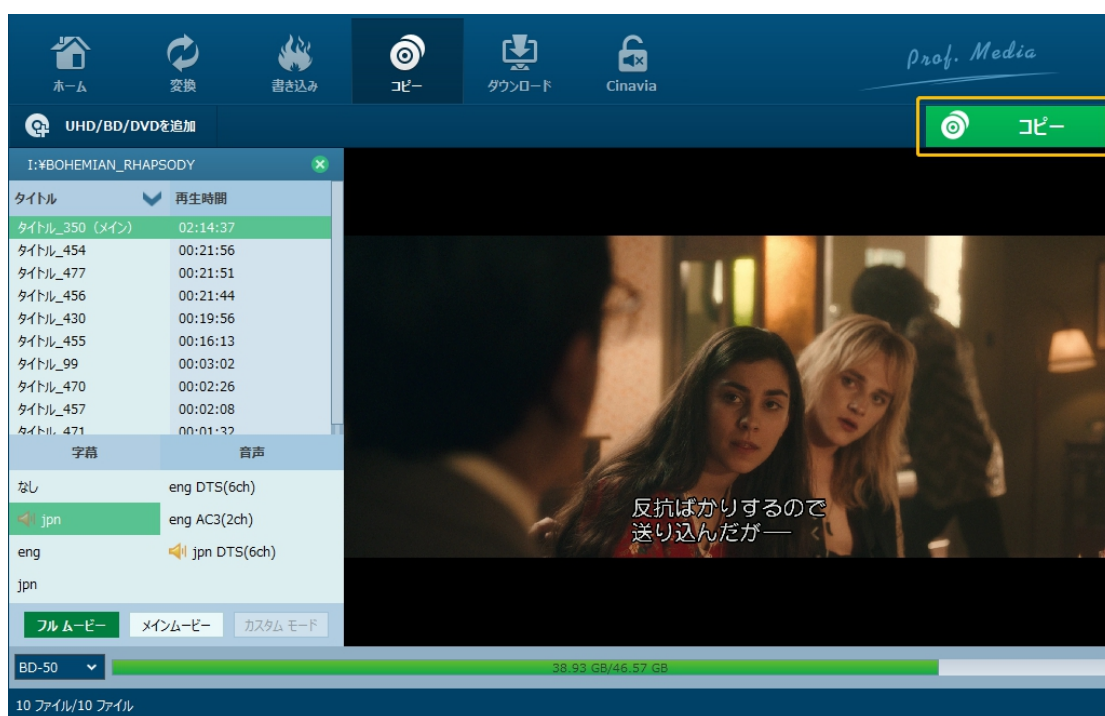 ホーム
変換
書き込み
コピー
ダウンロード
Cinavia
Prof. Media
UHD/BD/DVDを追加
コピー
I:¥BOHEMIAN_RHAPSODY
タイトル 再生時間
タイトル_350 (メイン) 02:14:37
タイトル_454 00:21:56
タイトル_477 00:21:51
タイトル_456 00:21:44
タイトル_430 00:19:56
タイトル_455 00:16:13
タイトル_99 00:03:02
タイトル_470 00:02:26
タイトル_457 00:02:08
タイトル_471 00:01:32
字幕 音声
なし eng DTS(6ch)
jpn eng AC3(2ch)
eng jpn DTS(6ch)
jpn
反抗ばかりするので
送り込んだが──
フル ムービー メインムービー カスタム モード
BD-50 38.93 GB/46.57 GB
10 ファイル/10 ファイル